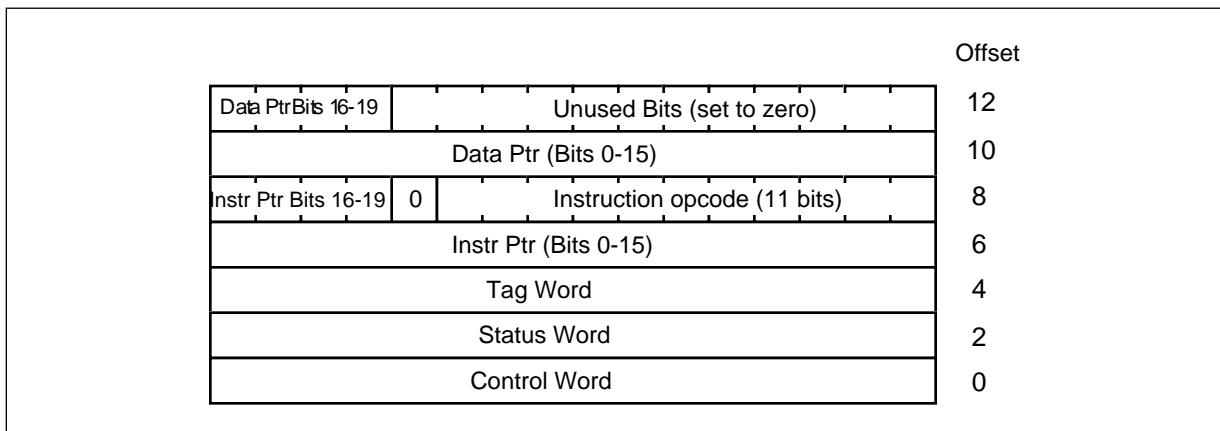 Offset
Data Ptr Bits 16-19 Unused Bits (set to zero) 12
Data Ptr (Bits 0-15) 10
Instr Ptr Bits 16-19 0 Instruction opcode (11 bits) 8
Instr Ptr (Bits 0-15) 6
Tag Word 4
Status Word 2
Control Word 0